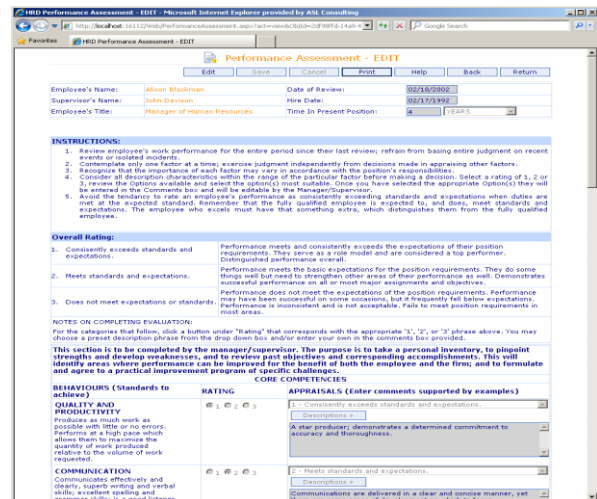 HRD Performance Assessment - EDIT - Microsoft Internet Explorer provided by ASL Consulting
Google Search
Favorites HRD Performance Assessment - EDIT
Performance Assessment - EDIT
Edit Save Cancel Print Help Back Return
Employee's Name: Alison Blackman Date of Review: 02/18/2002
Supervisor's Name: John Davison Hire Date: 02/17/1992
Employee's Title: Manager of Human Resources Time In Present Position: 4 YEARS
INSTRUCTIONS:
1. Review employee's work performance for the entire period since their last review; refrain from basing entire judgment on recent
events or isolated incidents.
2. Contemplate only one factor at a time; exercise judgment independently from decisions made in appraising other factors.
3. Recognize that the importance of each factor may vary in accordance with the position's responsibilities.
4. Consider all description characteristics within the range of the particular factor before making a decision. Select a rating of 1, 2 or
3, review the Options available and select the option(s) most suitable. Once you have selected the appropriate Option(s) they will
be entered in the Comments box and will be editable by the Manager/Supervisor.
5. Avoid the tendancy to rate an employee's performance as consistently exceeding standards and expectations when duties are
met at the expected standard. Remember that the fully qualified employee is expected to, and does, meet standards and
expectations. The employee who excels must have that something extra, which distinguishes them from the fully qualified
employee.
Overall Rating:
1. Consisently exceeds standards and
expectations.
Performance meets and consistently exceeds the expectations of their position
requirements. They serve as a role model and are considered a top performer.
Distinguished performance overall.
2. Meets standards and expectations.
Performance meets the basic expectations for the position requirements. They do some
things well but need to strengthen other areas of their performance as well. Demonstrates
successful performance on all or most major assignments and objectives.
3. Does not meet expectations or standards.
Performance does not meet the expectations of the position requirements. Performance
may have been successful on some occasions, but it frequently fell below expectations.
Performance is inconsistent and is not acceptable. Fails to meet position requirements in
most areas.
NOTES ON COMPLETING EVALUATION:
For the categories that follow, click a button under "Rating" that corresponds with the appropriate '1', '2', or '3' phrase above. You may
choose a preset description phrase from the drop down box and/or enter your own in the comments box provided.
This section is to be completed by the manager/supervisor. The purpose is to take a personal inventory, to pinpoint
strengths and develop weaknesses, and to review past objectives and corresponding accomplishments. This will
identify areas where performance can be improved for the benefit of both the employee and the firm; and to formulate
and agree to a practical improvement program of specific challenges.
CORE COMPETENCIES
BEHAVIOURS (Standards to
achieve)
RATING
APPRAISALS (Enter comments supported by examples)
QUALITY AND
PRODUCTIVITY
Produces as much work as
possible with little or no errors.
Performs at a high pace which
allows them to maximize the
quantity of work produced
relative to the volume of work
requested.
1 2 3
1 - Consisently exceeds standards and expectations.
Descriptions »
A star producer; demonstrates a determined commitment to
accuracy and thoroughness.
COMMUNICATION
Communicates effectively and
clearly, superb writing and verbal
skills; excellent spelling and
1 2 3
2 - Meets standards and expectations.
Descriptions »
Communications are delivered in a clear and concise manner, yet